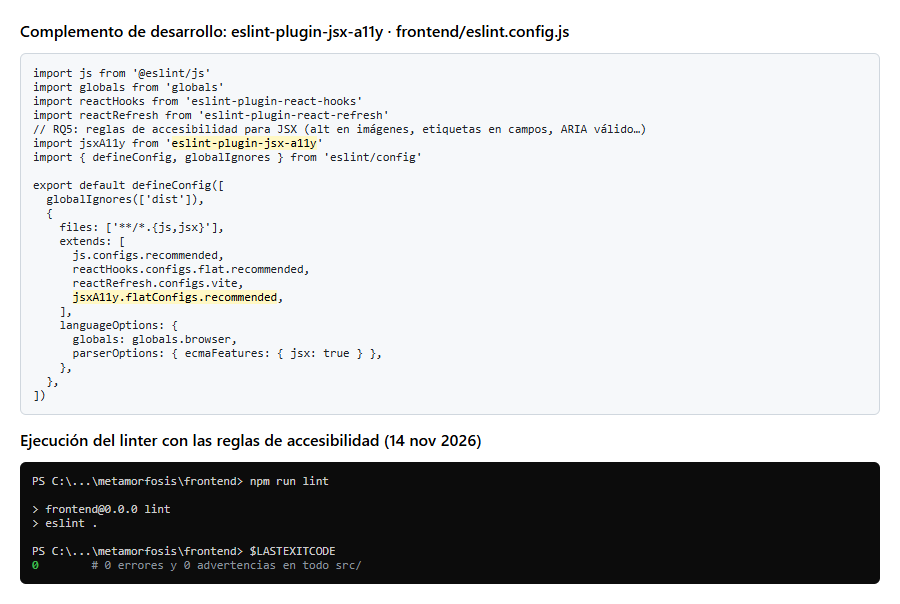 Complemento de desarrollo: eslint-plugin-jsx-a11y · frontend/eslint.config.js
import js from '@eslint/js'
import globals from 'globals'
import reactHooks from 'eslint-plugin-react-hooks'
import reactRefresh from 'eslint-plugin-react-refresh'
// RQ5: reglas de accesibilidad para JSX (alt en imágenes, etiquetas en campos, ARIA válido…)
import jsxA11y from 'eslint-plugin-jsx-a11y'
import { defineConfig, globalIgnores } from 'eslint/config'

export default defineConfig([
  globalIgnores(['dist']),
  {
    files: ['**/*.{js,jsx}'],
    extends: [
      js.configs.recommended,
      reactHooks.configs.flat.recommended,
      reactRefresh.configs.vite,
      jsxA11y.flatConfigs.recommended,
    ],
    languageOptions: {
      globals: globals.browser,
      parserOptions: { ecmaFeatures: { jsx: true } },
    },
  },
])
Ejecución del linter con las reglas de accesibilidad (14 nov 2026)
PS C:\...\metamorfosis\frontend> npm run lint

> frontend@0.0.0 lint
> eslint .

PS C:\...\metamorfosis\frontend> $LASTEXITCODE
0        # 0 errores y 0 advertencias en todo src/